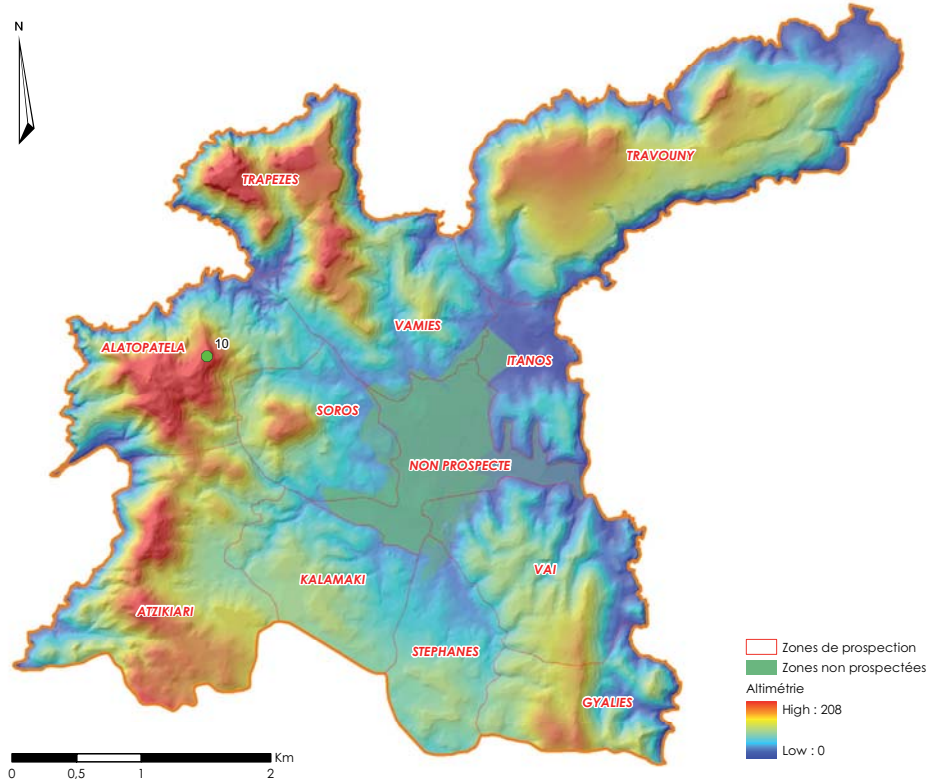 N
TRAVOUNY
TRAPEZES
VAMIES
10
ALATOPATELA
ITANOS
SOROS
NON PROSPECTE
VAI
KALAMAKI
ATZIKIARI
STEPHANES
GYALIES
Zones de prospection
Zones non prospectées
Altimétrie
High : 208
Low : 0
Km
0 0,5 1 2